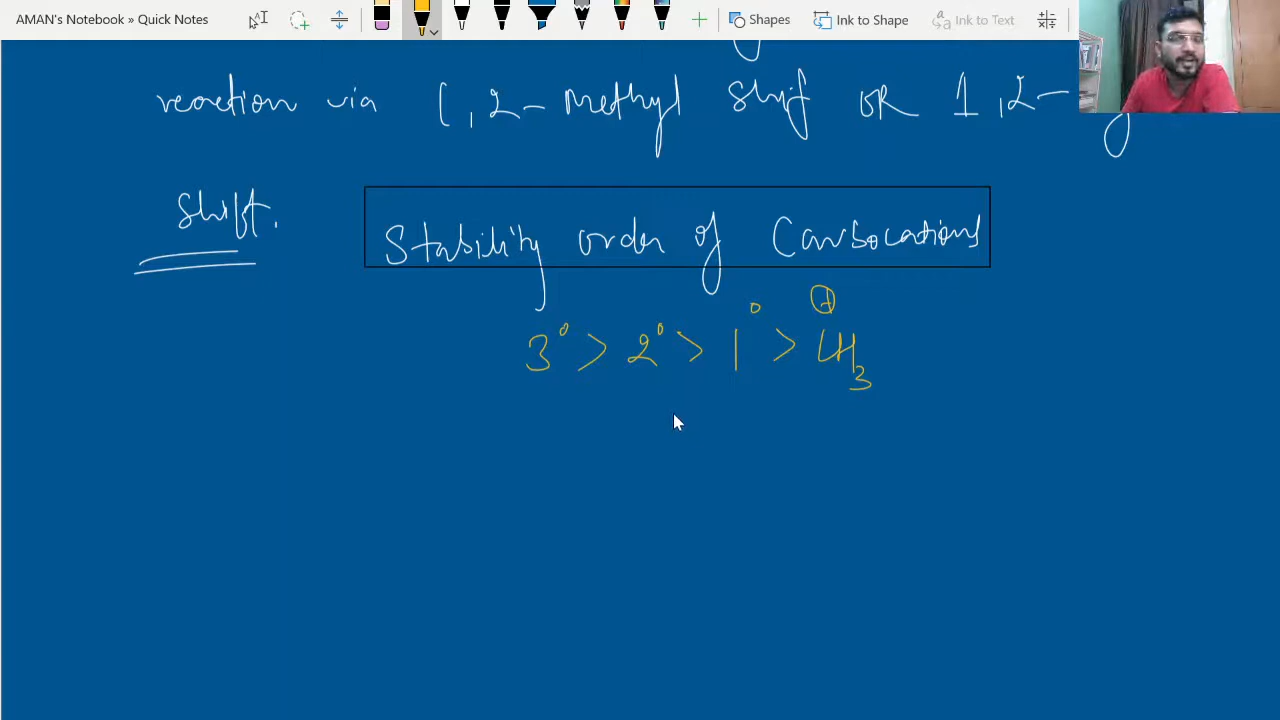 AMAN's Notebook » Quick Notes
Shapes
Ink to Shape
Ink to Text
reaction via 1,2- Methyl Shif OR 1,2-
Shift.
Stability order of Carbocations
3° > 2° > 1° > ⊕CH3